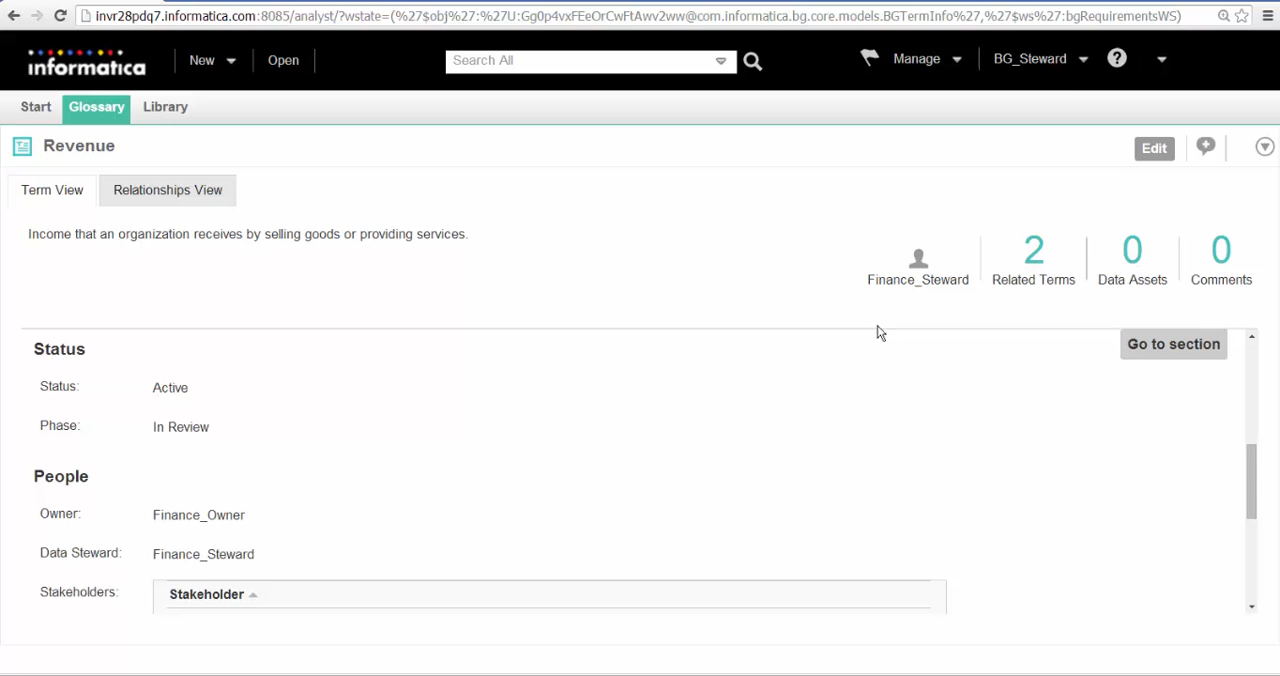 invr28pdq7.informatica.com:8085/analyst/?wstate=(%27$obj%27:%27U:Gg0p4vxFEeOrCwFtAwv2ww@com.informatica.bg.core.models.BGTermInfo%27,%27$ws%27:bgRequirementsWS)
informatica New Open Search All Manage BG_Steward ?
Start Glossary Library
Revenue Edit
Term View Relationships View
Income that an organization receives by selling goods or providing services.
2 0 0
Finance_Steward Related Terms Data Assets Comments
Status Go to section
Status: Active
Phase: In Review
People
Owner: Finance_Owner
Data Steward: Finance_Steward
Stakeholders: Stakeholder